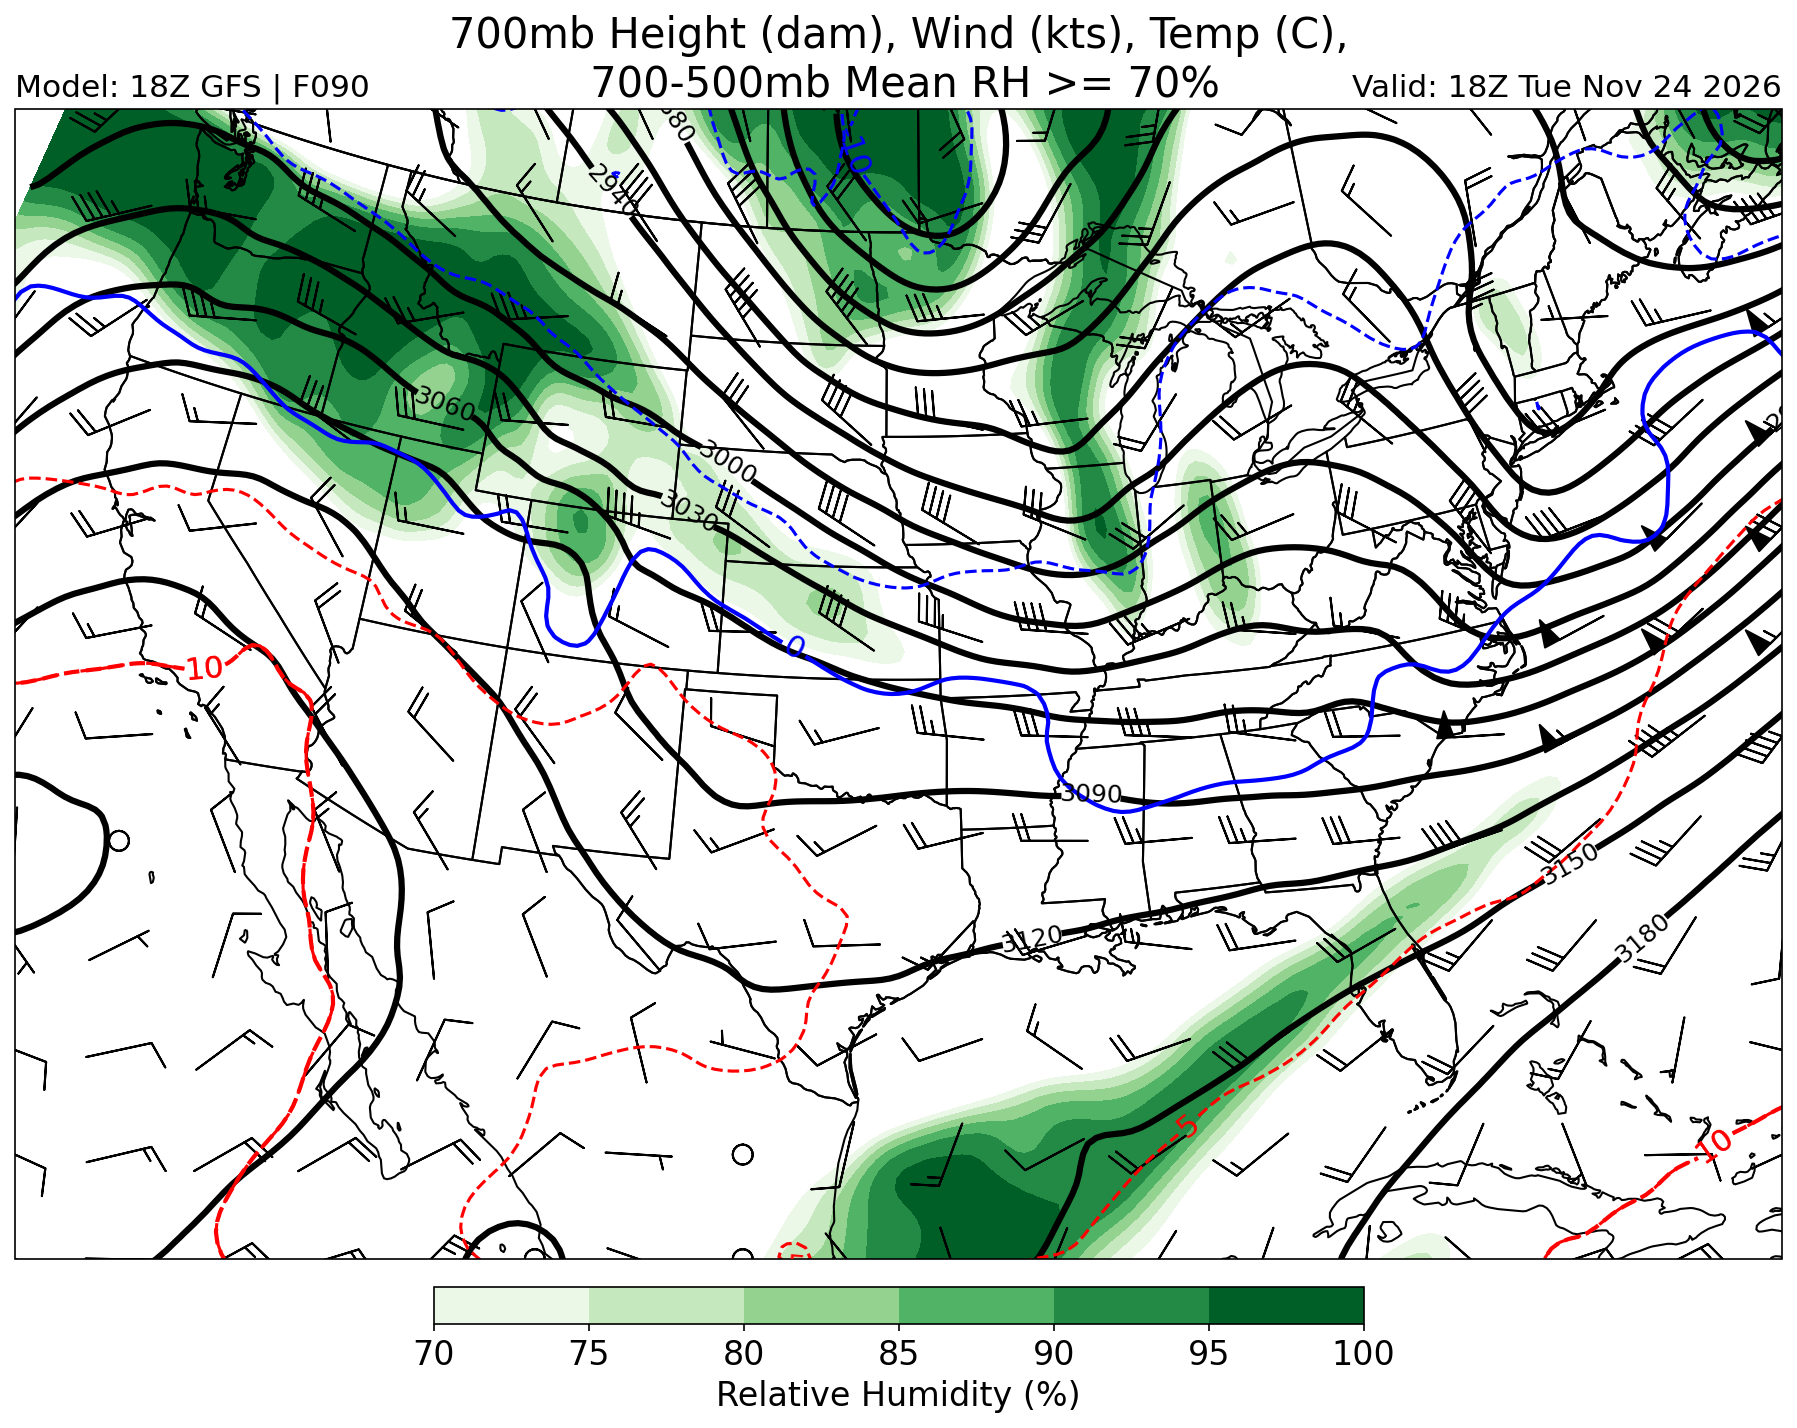 700mb Height (dam), Wind (kts), Temp (C),
700-500mb Mean RH >= 70%
Model: 18Z GFS | F090
Valid: 18Z Tue Nov 24 2026
2940
3060
3000
3030
-10
0
10
3090
3150
3120
3180
5
10
70 75 80 85 90 95 100
Relative Humidity (%)